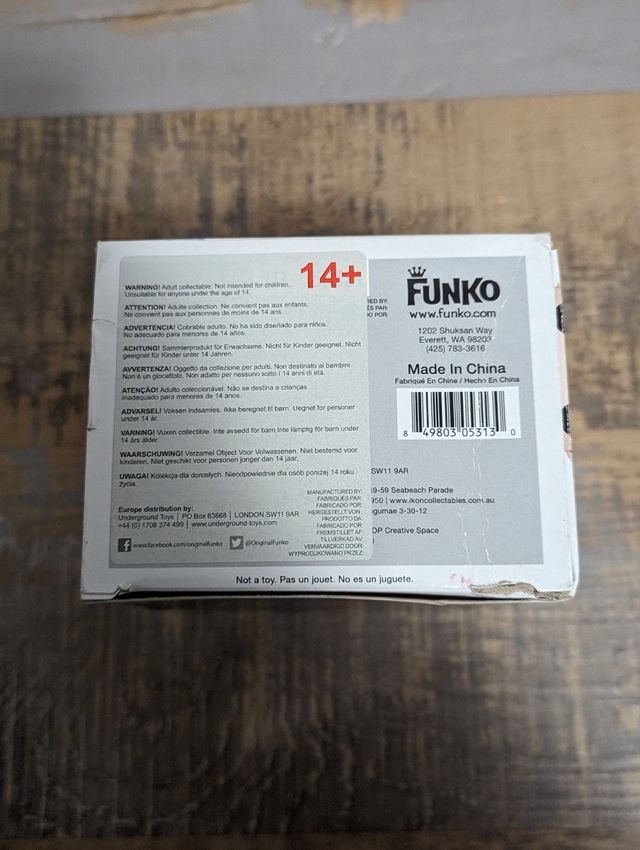 14+
WARNING! Adult collectable. Not intended for children.
Unsuitable for anyone under the age of 14.
ATTENTION! Adulte collection. Ne convient pas aux enfants.
Ne convient pas aux personnes de moins de 14 ans.
ADVERTENCIA! Cobrable adulto. No ha sido diseñado para niños.
No adecuado para menores de 14 años.
ACHTUNG! Sammlerprodukt für Erwachsene. Nicht für Kinder geeignet. Nicht
geeignet für Kinder unter 14 Jahren.
AVVERTENZA! Oggetto da collezione per adulti. Non destinato al bambini.
Non è un giocattolo. Non adatto per nessuno sotto i 14 anni di età.
ATENÇÃO! Adulto coleccionável. Não se destina a crianças
Inadequado para menores de 14 anos.
ADVARSEL! Voksen indsamles. Ikke beregnet til børn. Uegnet for personer
under 14 år.
VARNING! Vuxen collectible. Inte avsedd för barn Inte lämplig för barn under
14 års ålder.
WAARSCHUWING! Verzamel Object Voor Volwassenen. Niet bestemd voor
kinderen. Niet geschikt voor personen jonger dan 14 jaar.
UWAGA! Kolekcja dla dorosłych. Nieodpowiednie dla osób poniżej 14 roku
życia.
MANUFACTURED BY:
FABRIQUÉS PAR:
FABRICADO POR:
HERGESTELLT VON
PRODOTTO DA
FABRICADO POR:
FREMSTILLET AF:
TILLVERKAD AV:
VERVAARDIGD DOOR:
WYPRODUKOWANO PRZEZ:
Europe distribution by:
Underground Toys | PO Box 63668 | LONDON SW11 9AR
+44 (0) 1708 374 499 | www.underground-toys.com
www.facebook.com/originalfunko @OriginalFunko
RED BY:
ÉS PAR:
DO POR:
FUNKO
www.funko.com
1202 Shuksan Way
Everett, WA 98203
(425) 783-3616
Made In China
Fabriqué En Chine / Hecho En China
8 49803 05313 0
SW11 9AR
9-59 Seabeach Parade
950 | www.ikoncollectables.com.au
igumae 3-30-12
OP Creative Space
)
Not a toy. Pas un jouet. No es un juguete.